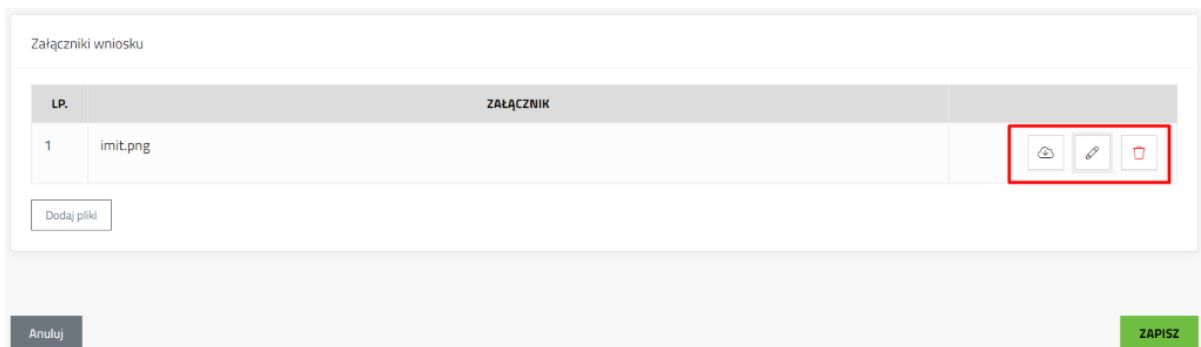 Załączniki wniosku
LP. ZAŁĄCZNIK
1 imit.png
Dodaj pliki
Anuluj ZAPISZ